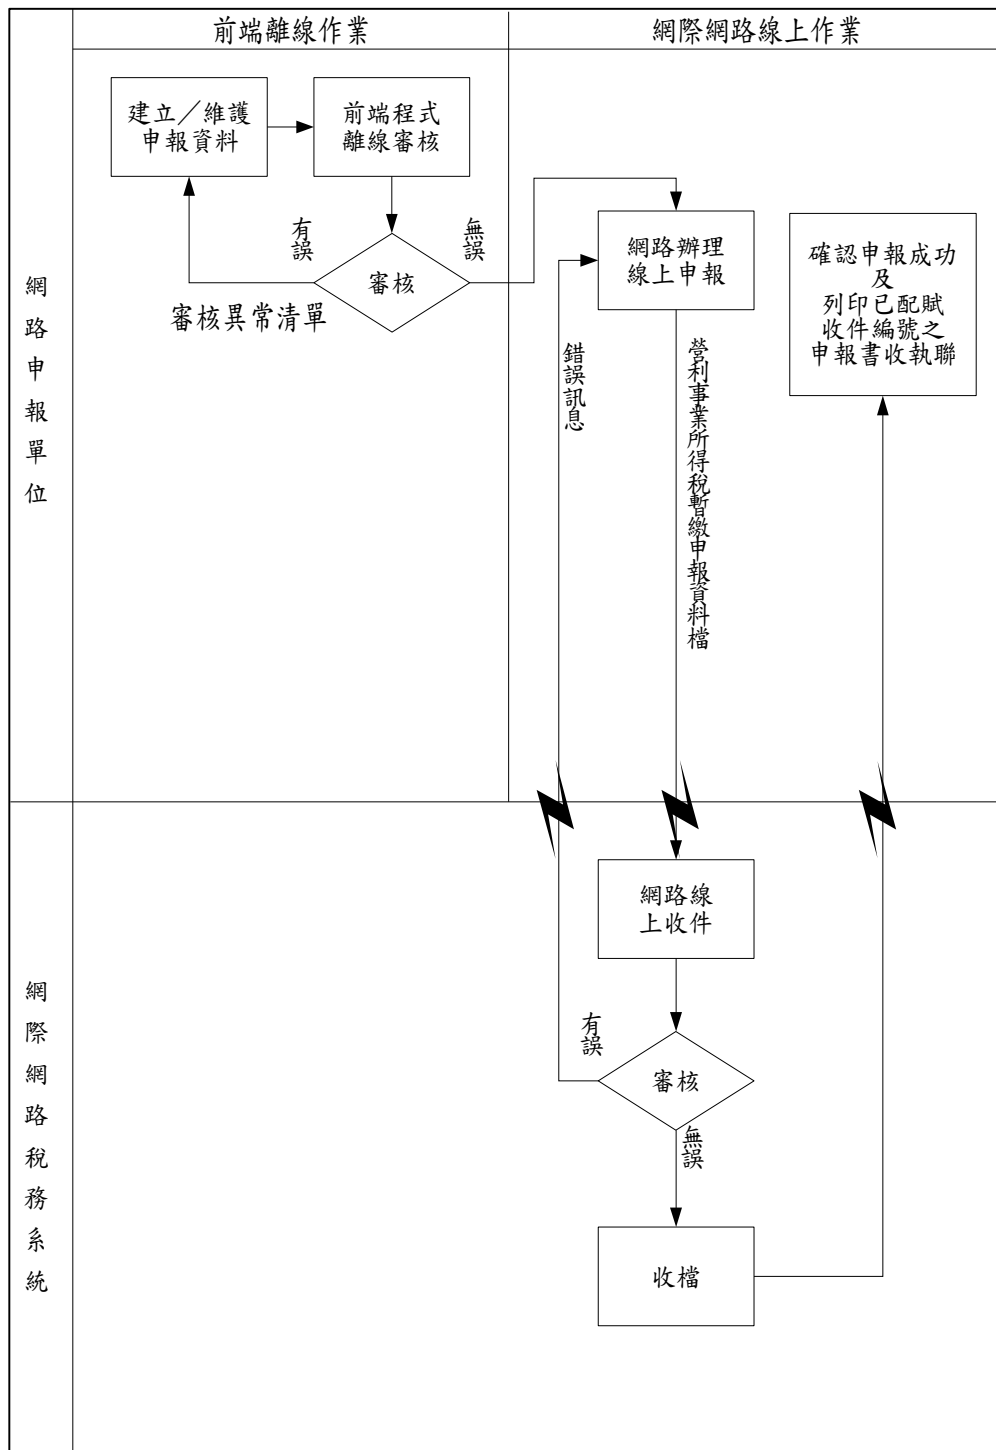 前端離線作業
網際網路線上作業
網路申報單位
建立／維護
申報資料
前端程式
離線審核
有誤
無誤
審核
審核異常清單
網路辦理
線上申報
確認申報成功
及
列印已配賦
收件編號之
申報書收執聯
錯誤訊息
營利事業所得稅暫繳申報資料檔
網際網路稅務系統
網路線
上收件
有誤
審核
無誤
收檔